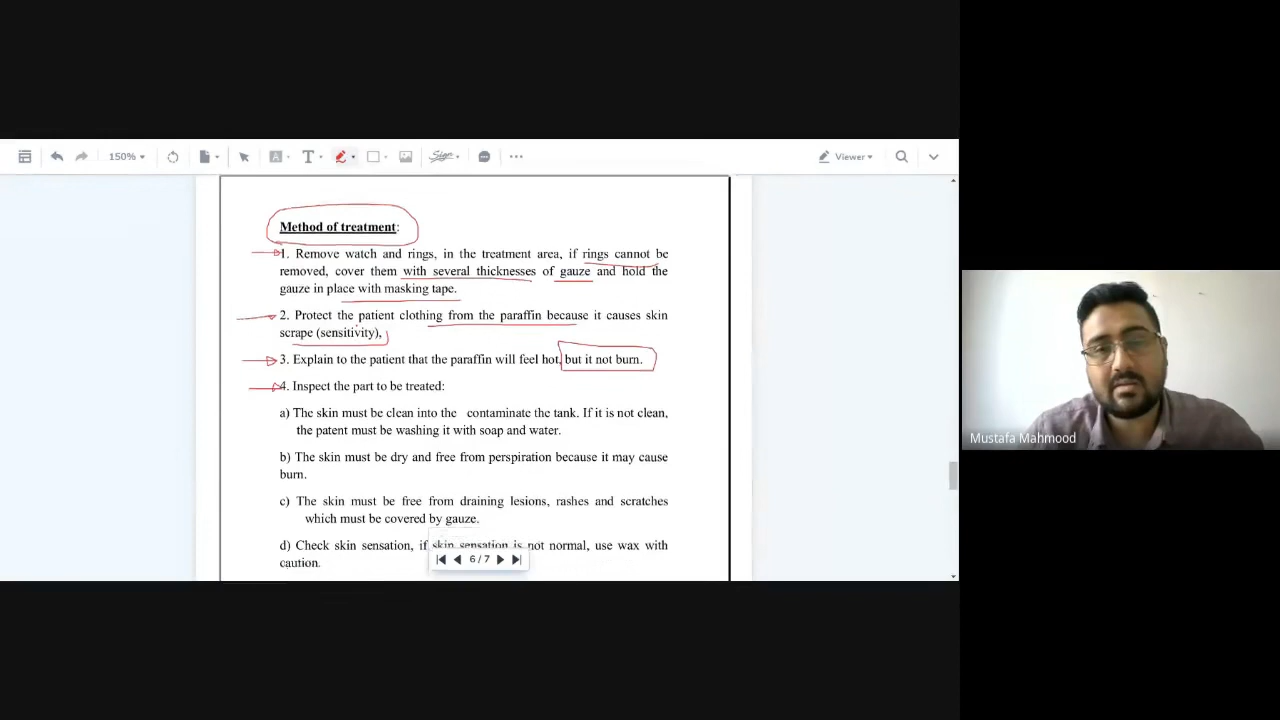 150%
T
Sign
Viewer
Method of treatment:
1. Remove watch and rings, in the treatment area, if rings cannot be
removed, cover them with several thicknesses of gauze and hold the
gauze in place with masking tape.
2. Protect the patient clothing from the paraffin because it causes skin
scrape (sensitivity),
3. Explain to the patient that the paraffin will feel hot, but it not burn.
4. Inspect the part to be treated:
a) The skin must be clean into the contaminate the tank. If it is not clean,
the patent must be washing it with soap and water.
b) The skin must be dry and free from perspiration because it may cause
burn.
c) The skin must be free from draining lesions, rashes and scratches
which must be covered by gauze.
d) Check skin sensation, if skin sensation is not normal, use wax with
caution.
6 / 7
Mustafa Mahmood